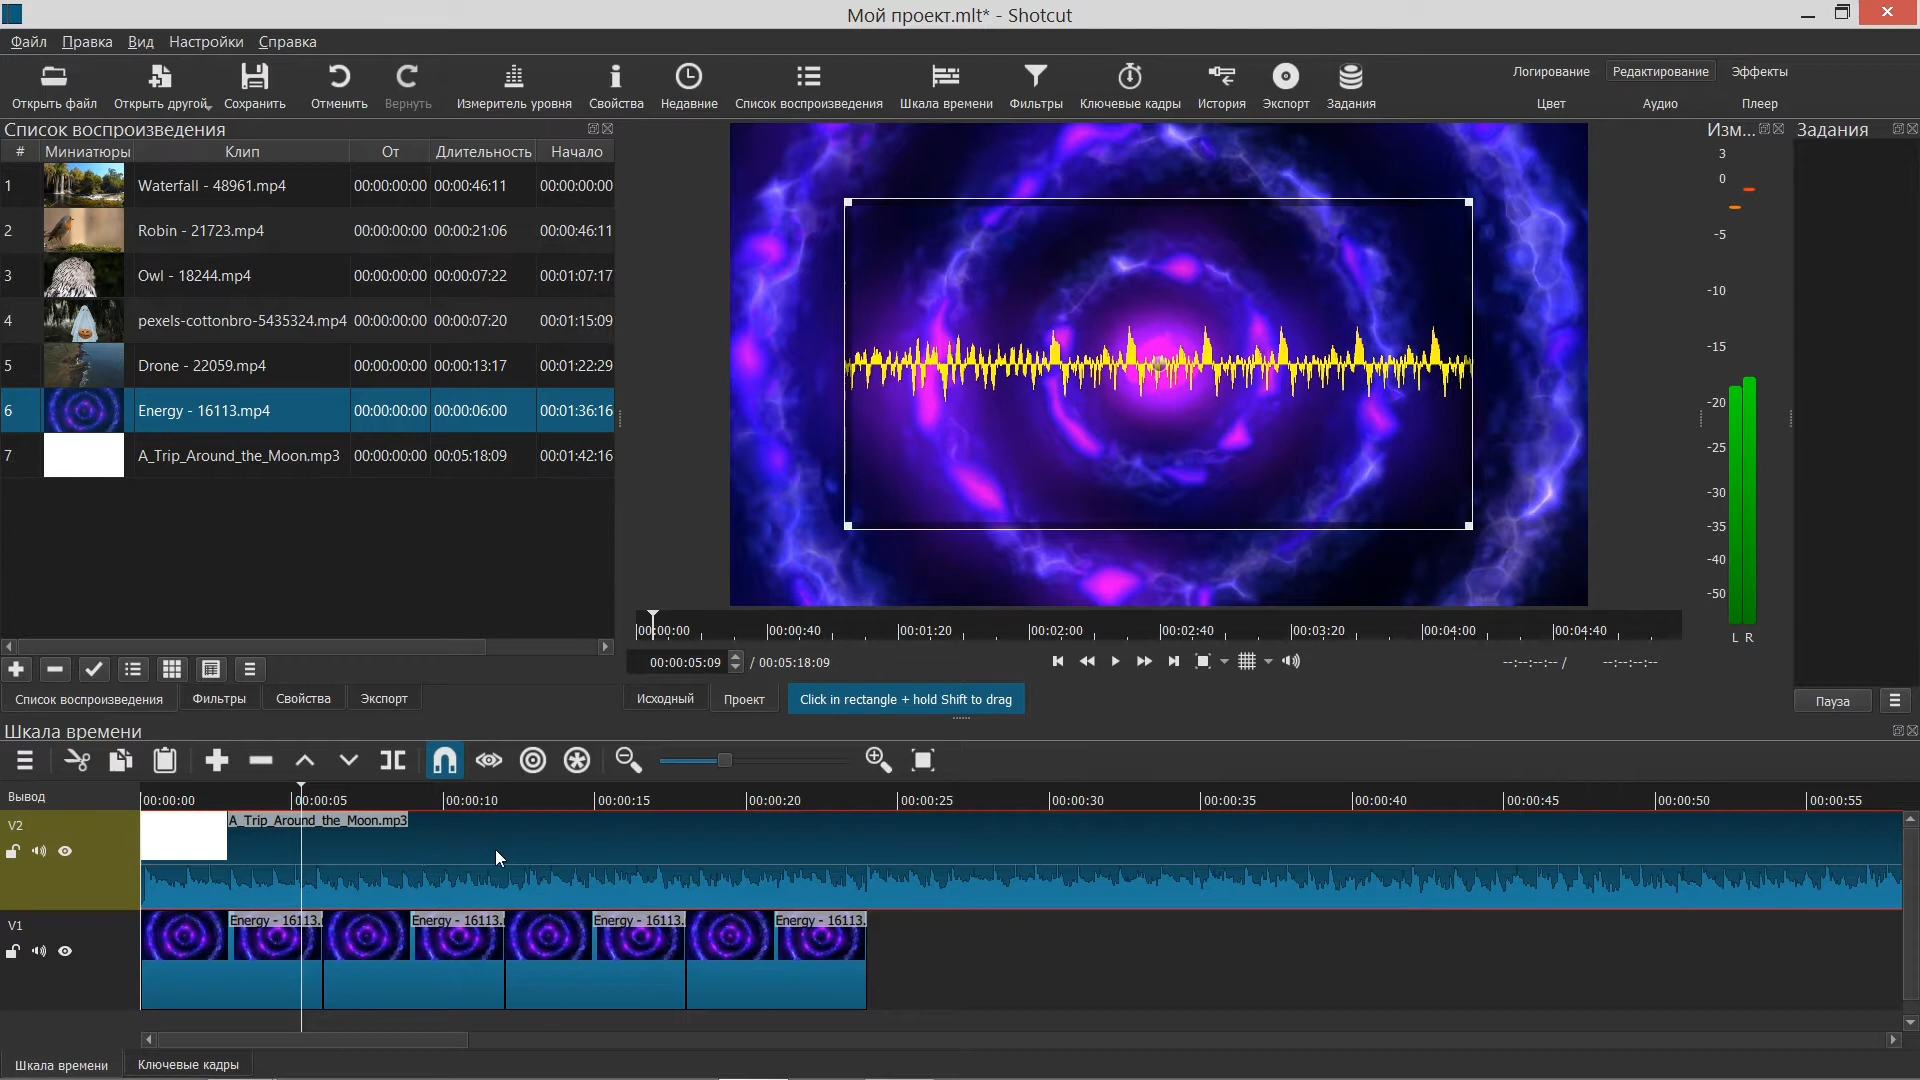 Мой проект.mlt* - Shotcut
Файл Правка Вид Настройки Справка
Открыть файл Открыть другой Сохранить Отменить Вернуть Измеритель уровня Свойства Недавние Список воспроизведения Шкала времени Фильтры Ключевые кадры История Экспорт Задания
Логирование Редактирование Эффекты
Цвет Аудио Плеер
Список воспроизведения
# Миниатюры Клип От Длительность Начало
1 Waterfall - 48961.mp4 00:00:00:00 00:00:46:11 00:00:00:00
2 Robin - 21723.mp4 00:00:00:00 00:00:21:06 00:00:46:11
3 Owl - 18244.mp4 00:00:00:00 00:00:07:22 00:01:07:17
4 pexels-cottonbro-5435324.mp4 00:00:00:00 00:00:07:20 00:01:15:09
5 Drone - 22059.mp4 00:00:00:00 00:00:13:17 00:01:22:29
6 Energy - 16113.mp4 00:00:00:00 00:00:06:00 00:01:36:16
7 A_Trip_Around_the_Moon.mp3 00:00:00:00 00:05:18:09 00:01:42:16
Список воспроизведения Фильтры Свойства Экспорт
00:00:00 00:00:40 00:01:20 00:02:00 00:02:40 00:03:20 00:04:00 00:04:40
00:00:05:09 / 00:05:18:09 --:--:--:-- / --:--:--:--
Исходный Проект Click in rectangle + hold Shift to drag
Изм...
3
0
-5
-10
-15
-20
-25
-30
-35
-40
-50
L R
Задания
Пауза
Шкала времени
Вывод 00:00:00 00:00:05 00:00:10 00:00:15 00:00:20 00:00:25 00:00:30 00:00:35 00:00:40 00:00:45 00:00:50 00:00:55
V2 A_Trip_Around_the_Moon.mp3
V1 Energy - 16113. Energy - 16113. Energy - 16113. Energy - 16113.
Шкала времени Ключевые кадры